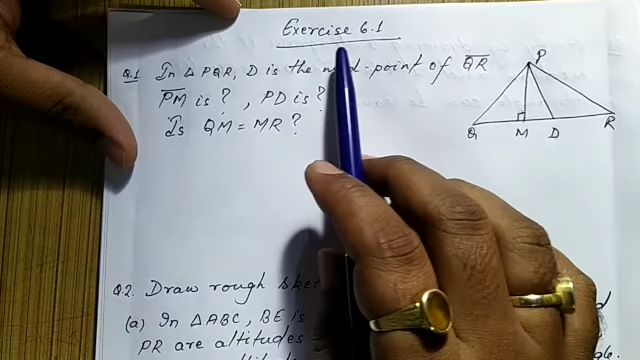 Exercise 6.1
Q.1 In △ PQR, D is the mid-point of QR
PM is ? , PD is ?
Is QM = MR ?
P
Q M D R
Q.2. Draw rough
(a) In △ABC, BE is
PR are altitudes